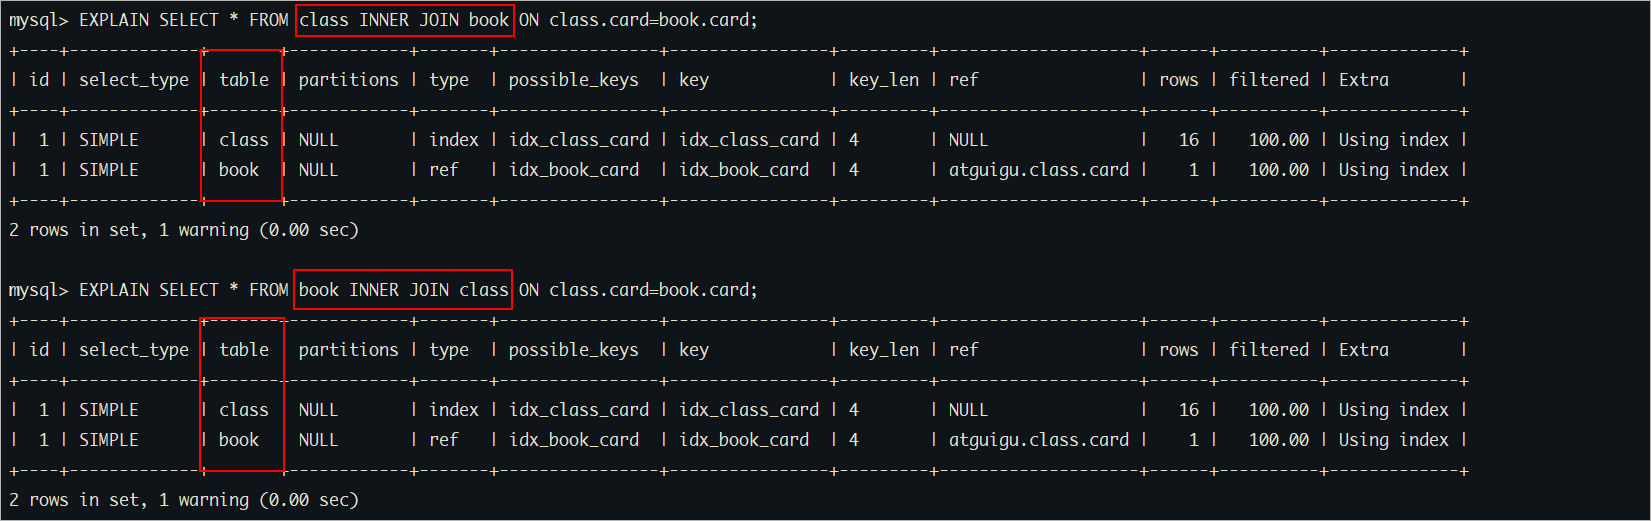 mysql> EXPLAIN SELECT * FROM class INNER JOIN book ON class.card=book.card;
+----+-------------+-------+------------+-------+----------------+----------------+---------+--------------------+------+----------+-------------+
| id | select_type | table | partitions | type  | possible_keys  | key            | key_len | ref                | rows | filtered | Extra       |
+----+-------------+-------+------------+-------+----------------+----------------+---------+--------------------+------+----------+-------------+
|  1 | SIMPLE      | class | NULL       | index | idx_class_card | idx_class_card | 4       | NULL               |   16 |   100.00 | Using index |
|  1 | SIMPLE      | book  | NULL       | ref   | idx_book_card  | idx_book_card  | 4       | atguigu.class.card |    1 |   100.00 | Using index |
+----+-------------+-------+------------+-------+----------------+----------------+---------+--------------------+------+----------+-------------+
2 rows in set, 1 warning (0.00 sec)
mysql> EXPLAIN SELECT * FROM book INNER JOIN class ON class.card=book.card;
+----+-------------+-------+------------+-------+----------------+----------------+---------+--------------------+------+----------+-------------+
| id | select_type | table | partitions | type  | possible_keys  | key            | key_len | ref                | rows | filtered | Extra       |
+----+-------------+-------+------------+-------+----------------+----------------+---------+--------------------+------+----------+-------------+
|  1 | SIMPLE      | class | NULL       | index | idx_class_card | idx_class_card | 4       | NULL               |   16 |   100.00 | Using index |
|  1 | SIMPLE      | book  | NULL       | ref   | idx_book_card  | idx_book_card  | 4       | atguigu.class.card |    1 |   100.00 | Using index |
+----+-------------+-------+------------+-------+----------------+----------------+---------+--------------------+------+----------+-------------+
2 rows in set, 1 warning (0.00 sec)